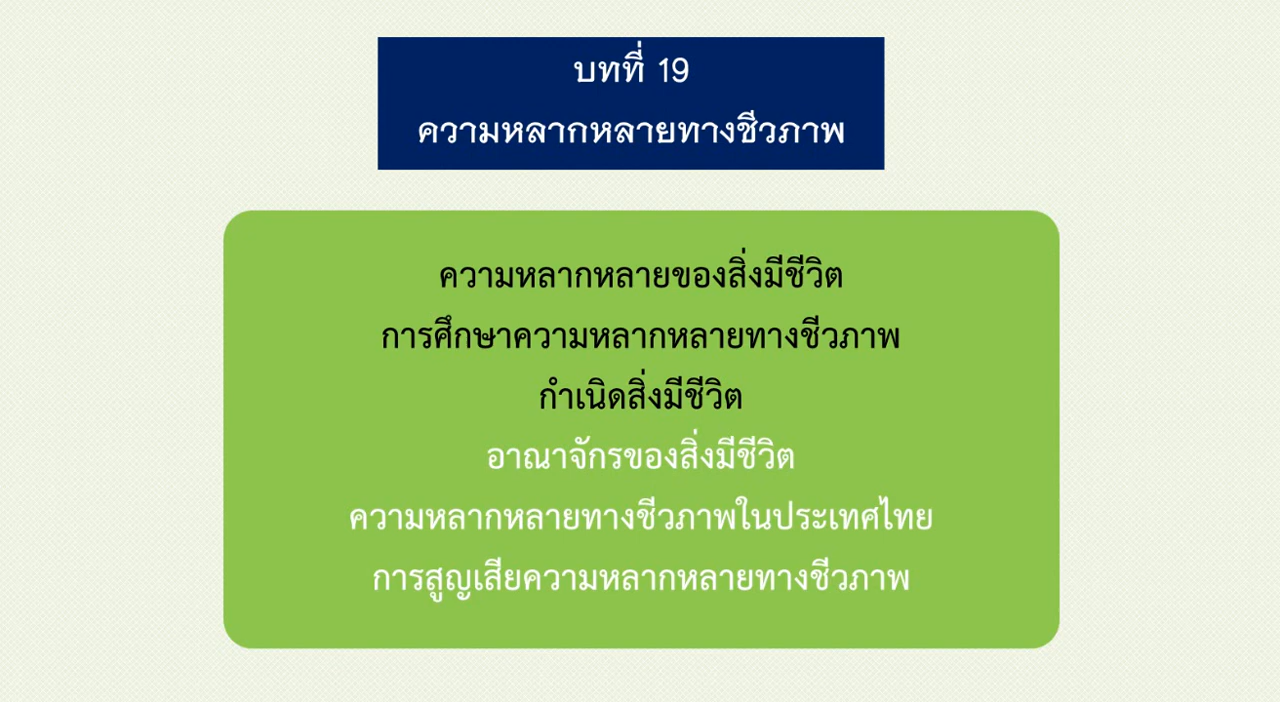 บทที่ 19
ความหลากหลายทางชีวภาพ
ความหลากหลายของสิ่งมีชีวิต
การศึกษาความหลากหลายทางชีวภาพ
กำเนิดสิ่งมีชีวิต
อาณาจักรของสิ่งมีชีวิต
ความหลากหลายทางชีวภาพในประเทศไทย
การสูญเสียความหลากหลายทางชีวภาพ